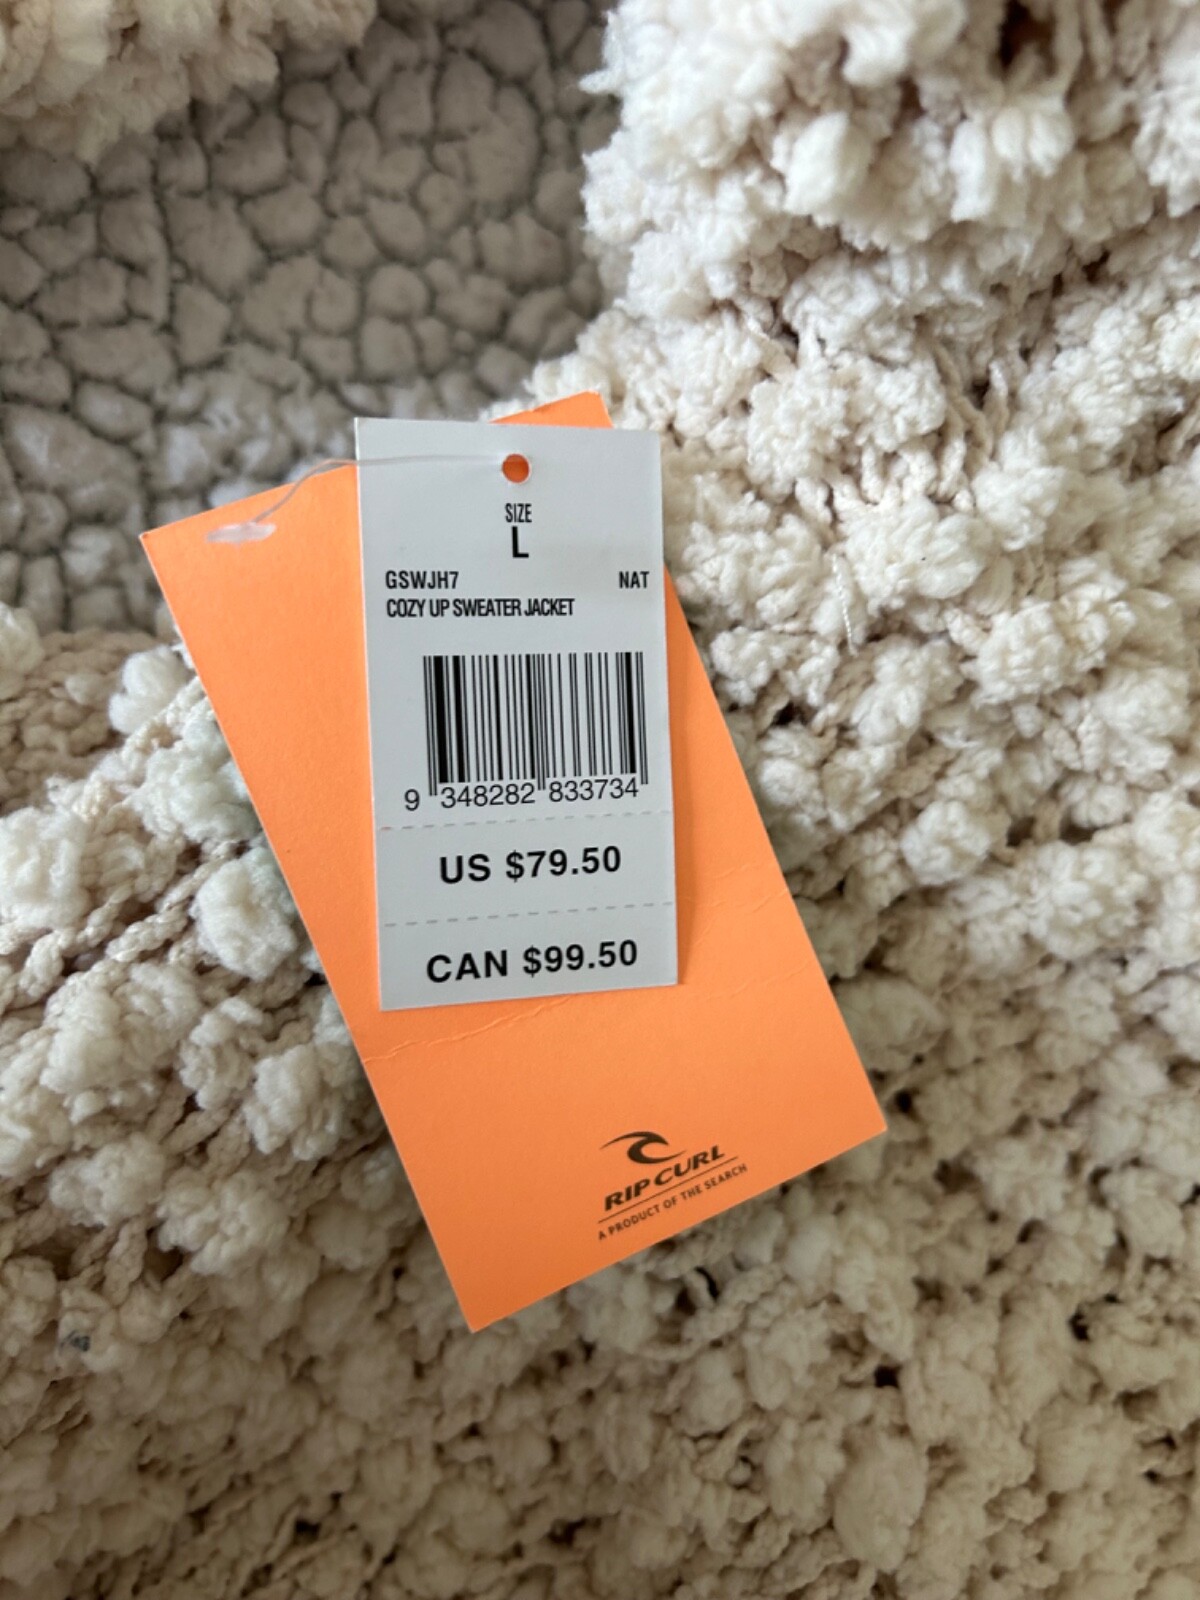 SIZE
L
GSWJH7 NAT
COZY UP SWEATER JACKET
9 348282 833734
US $79.50
CAN $99.50
RIP CURL
A PRODUCT OF THE SEARCH